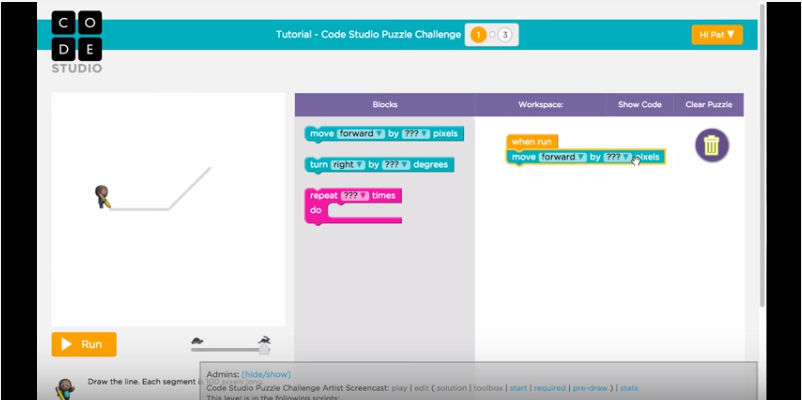 C O
D E
STUDIO
Tutorial - Code Studio Puzzle Challenge 1 3
Hi Pat ▼
Blocks
Workspace:
Show Code
Clear Puzzle
move forward ▼ by ??? ▼ pixels
turn right ▼ by ??? ▼ degrees
repeat ??? ▼ times
do
when run
move forward ▼ by ??? ▼ pixels
Run
Draw the line. Each segment is 100 pixels long.
Admins: [hide/show]
Code Studio Puzzle Challenge Artist Screencast: play | edit ( solution | toolbox | start | required | pre-draw ) | stats
This level is in the following scripts: